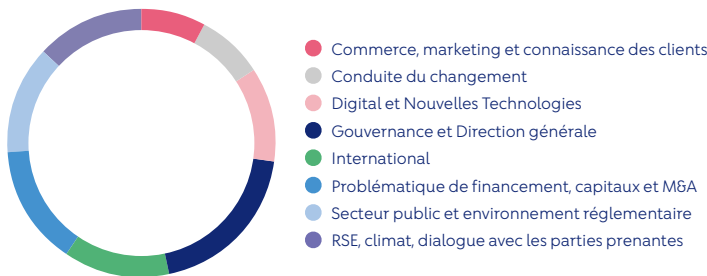 Commerce, marketing et connaissance des clients
Conduite du changement
Digital et Nouvelles Technologies
Gouvernance et Direction générale
International
Problématique de financement, capitaux et M&A
Secteur public et environnement réglementaire
RSE, climat, dialogue avec les parties prenantes